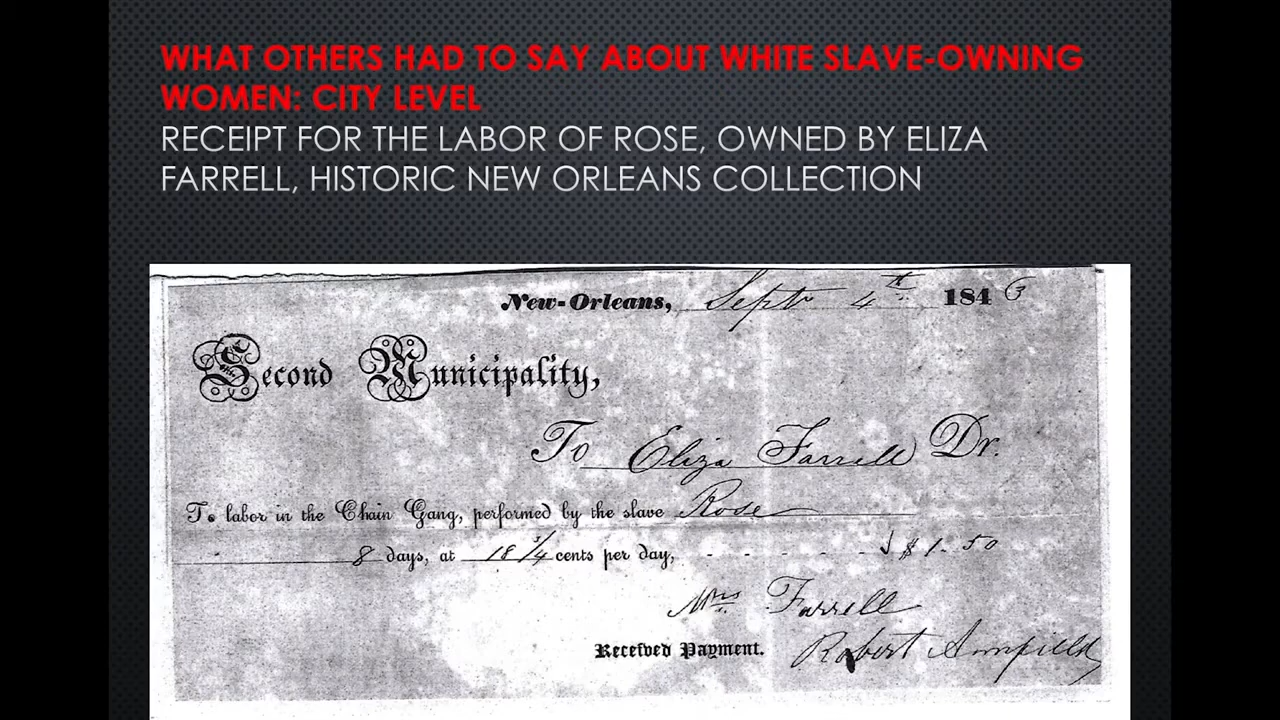 WHAT OTHERS HAD TO SAY ABOUT WHITE SLAVE-OWNING
WOMEN: CITY LEVEL
RECEIPT FOR THE LABOR OF ROSE, OWNED BY ELIZA
FARRELL, HISTORIC NEW ORLEANS COLLECTION
New-Orleans, Septr 4th 1846
Second Municipality,
To Eliza Farrell Dr.
To labor in the Chain Gang, performed by the slave Rose
8 days, at 18 3/4 cents per day, - - - - - - $1.50
Mrs Farrell
Received Payment. Robert